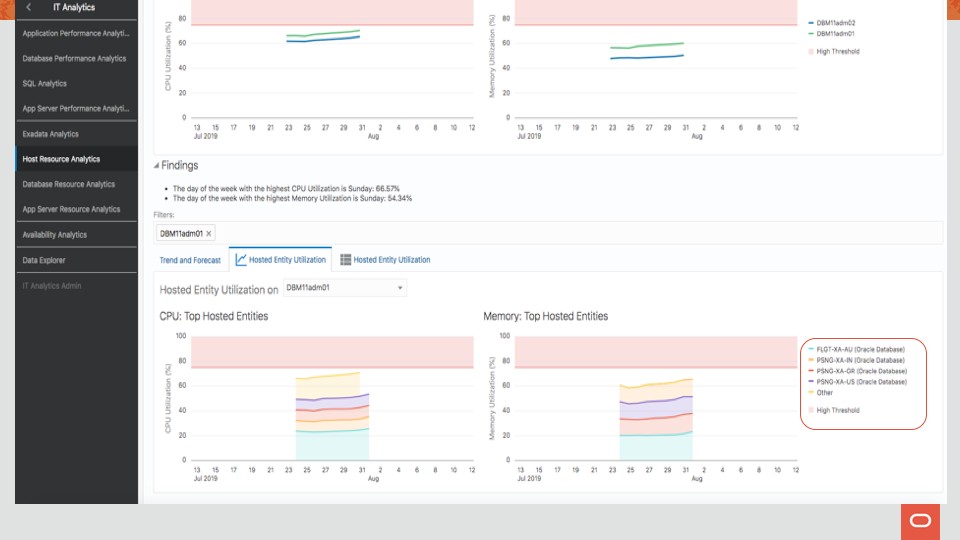 IT Analytics
Application Performance Analyti...
Database Performance Analytics
SQL Analytics
App Server Performance Analyti...
Exadata Analytics
Host Resource Analytics
Database Resource Analytics
App Server Resource Analytics
Availability Analytics
Data Explorer
IT Analytics Admin
CPU Utilization (%)
80
60
40
20
0
13 15 17 19 21 23 25 27 29 31 2 4 6 8 10 12
Jul 2019 Aug
Memory Utilization (%)
80
60
40
20
0
13 15 17 19 21 23 25 27 29 31 2 4 6 8 10 12
Jul 2019 Aug
DBM11adm02
DBM11adm01
High Threshold
Findings
• The day of the week with the highest CPU Utilization is Sunday: 66.57%
• The day of the week with the highest Memory Utilization is Sunday: 54.34%
Filters:
DBM11adm01 ×
Trend and Forecast Hosted Entity Utilization Hosted Entity Utilization
Hosted Entity Utilization on DBM11adm01
CPU: Top Hosted Entities
CPU Utilization (%)
100
80
60
40
20
0
13 15 17 19 21 23 25 27 29 31 2 4 6 8 10 12
Jul 2019 Aug
Memory: Top Hosted Entities
Memory Utilization (%)
100
80
60
40
20
0
13 15 17 19 21 23 25 27 29 31 2 4 6 8 10 12
Jul 2019 Aug
FLGT-XA-AU (Oracle Database)
PSNG-XA-IN (Oracle Database)
PSNG-XA-GR (Oracle Database)
PSNG-XA-US (Oracle Database)
Other
High Threshold